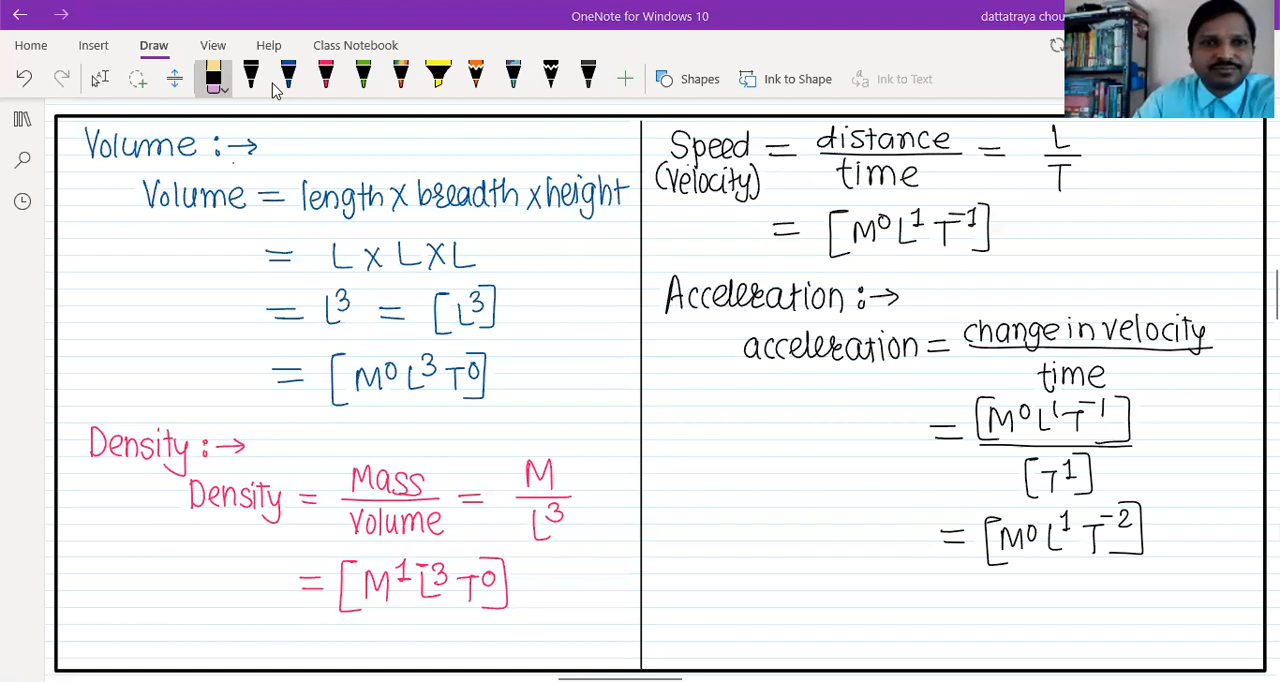 OneNote for Windows 10
dattatraya chou
Home Insert Draw View Help Class Notebook
Shapes Ink to Shape Ink to Text
Volume :→
Volume = length × breadth × height
= L × L × L
= L³ = [L³]
= [M⁰ L³ T⁰]
Density :→
Density = Mass / Volume = M / L³
= [M¹ L⁻³ T⁰]
Speed (Velocity) = distance / time = L / T
= [M⁰ L¹ T⁻¹]
Acceleration :→
acceleration = change in velocity / time
= [M⁰ L¹ T⁻¹] / [T¹]
= [M⁰ L¹ T⁻²]